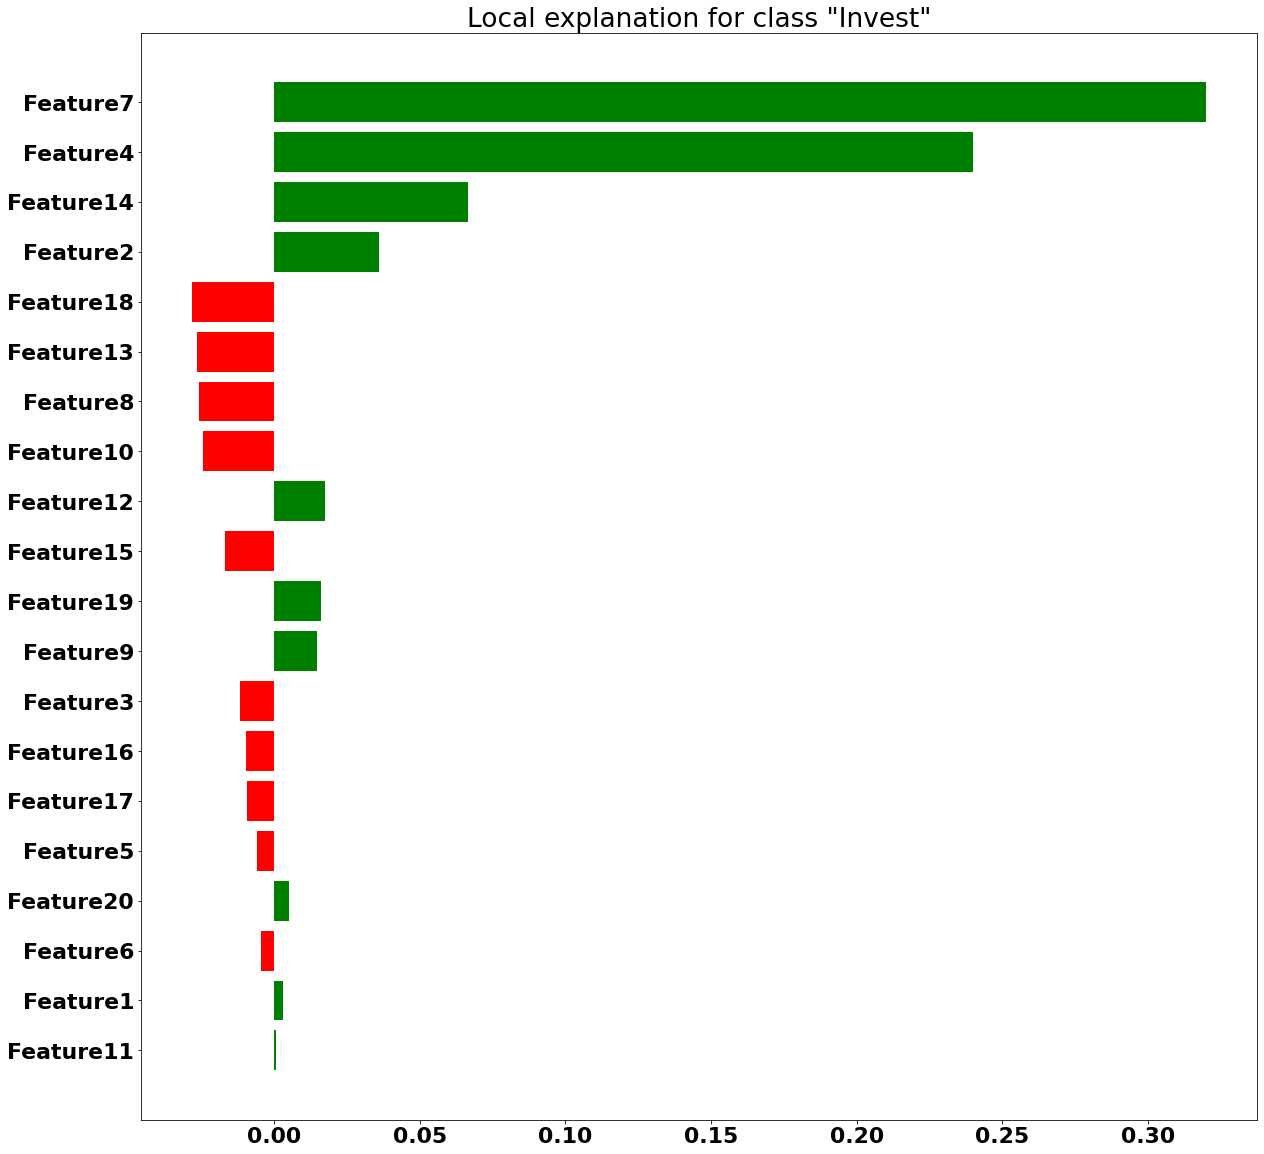 Local explanation for class "Invest"
Feature7
Feature4
Feature14
Feature2
Feature18
Feature13
Feature8
Feature10
Feature12
Feature15
Feature19
Feature9
Feature3
Feature16
Feature17
Feature5
Feature20
Feature6
Feature1
Feature11
0.00 0.05 0.10 0.15 0.20 0.25 0.30